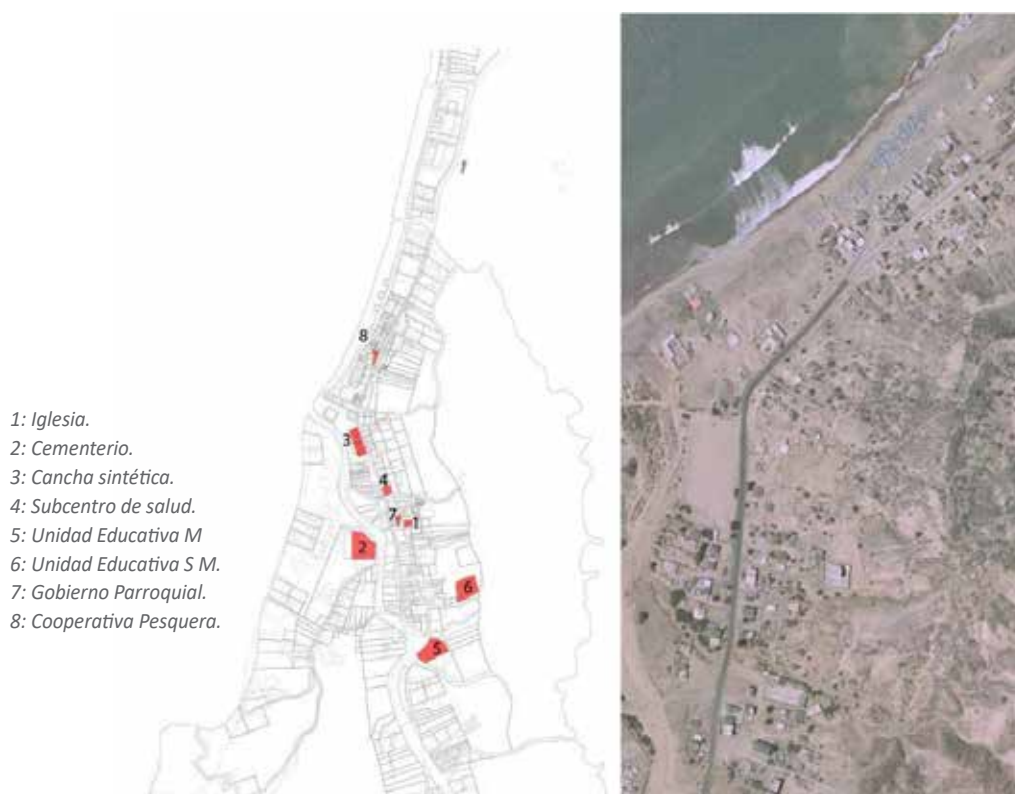 1
8
1: Iglesia.
2: Cementerio.
3: Cancha sintética.
4: Subcentro de salud.
5: Unidad Educativa M
6: Unidad Educativa S M.
7: Gobierno Parroquial.
8: Cooperativa Pesquera.
3
4
7 1
2
6
5